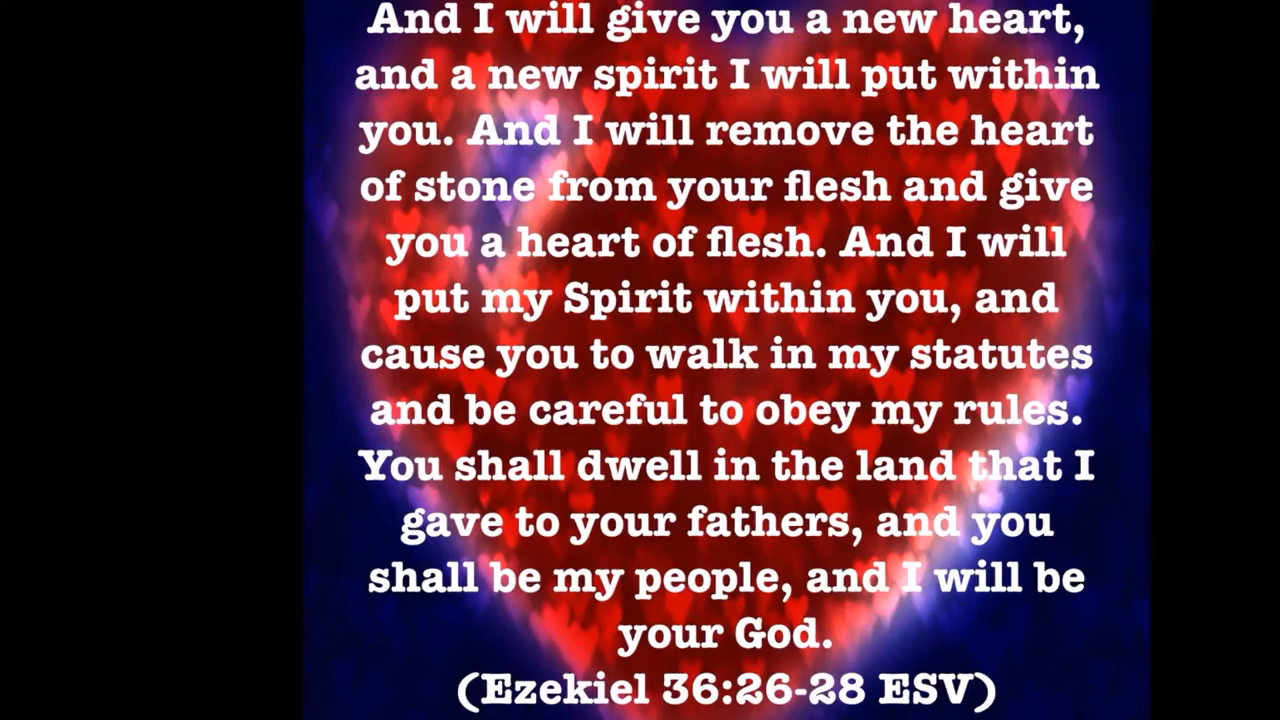 And I will give you a new heart,
and a new spirit I will put within
you. And I will remove the heart
of stone from your flesh and give
you a heart of flesh. And I will
put my Spirit within you, and
cause you to walk in my statutes
and be careful to obey my rules.
You shall dwell in the land that I
gave to your fathers, and you
shall be my people, and I will be
your God.
(Ezekiel 36:26-28 ESV)